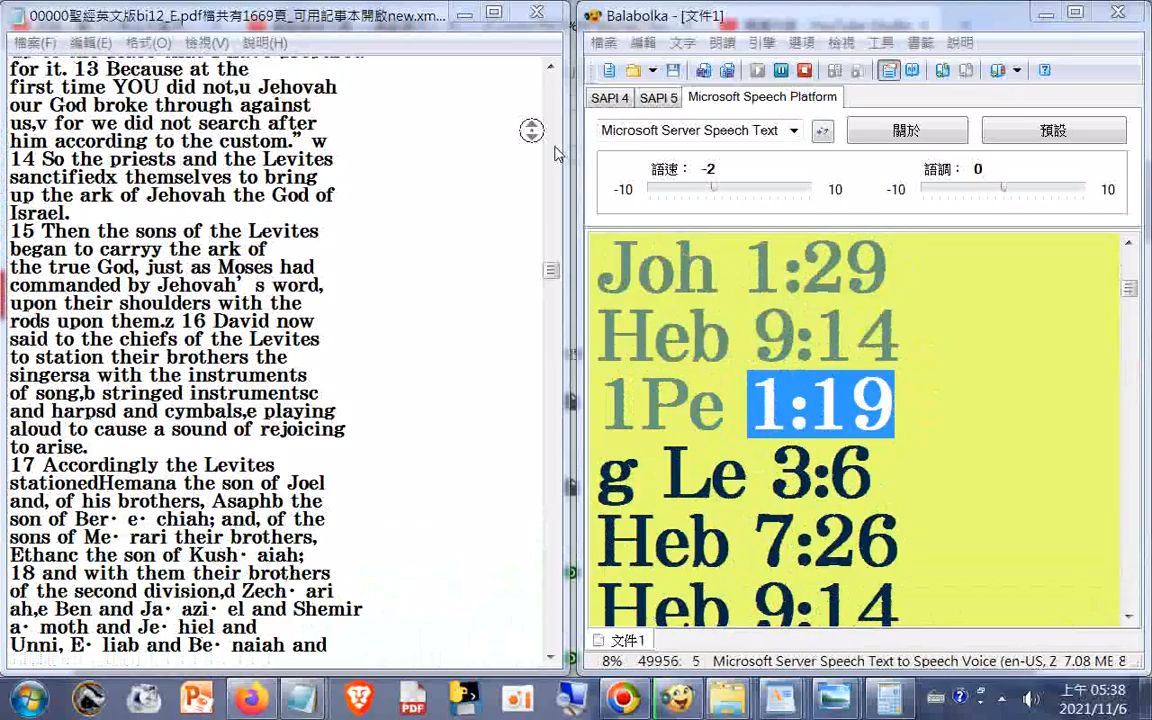 00000聖經英文版bi12_E.pdf檔共有1669頁_可用記事本開啟new.xm...
檔案(F) 編輯(E) 格式(O) 檢視(V) 說明(H)
for it. 13 Because at the
first time YOU did not,u Jehovah
our God broke through against
us,v for we did not search after
him according to the custom.” w
14 So the priests and the Levites
sanctifiedx themselves to bring
up the ark of Jehovah the God of
Israel.
15 Then the sons of the Levites
began to carryy the ark of
the true God, just as Moses had
commanded by Jehovah’ s word,
upon their shoulders with the
rods upon them.z 16 David now
said to the chiefs of the Levites
to station their brothers the
singersa with the instruments
of song,b stringed instrumentsc
and harpsd and cymbals,e playing
aloud to cause a sound of rejoicing
to arise.
17 Accordingly the Levites
stationedHemana the son of Joel
and, of his brothers, Asaphb the
son of Ber· e· chiah; and, of the
sons of Me· rari their brothers,
Ethanc the son of Kush· aiah;
18 and with them their brothers
of the second division,d Zech· ari
ah,e Ben and Ja· azi· el and Shemir
a· moth and Je· hiel and
Unni, E· liab and Be· naiah and
Balabolka - [文件1]
檔案 編輯 文字 朗讀 引擎 選項 檢視 工具 書籤 說明
SAPI 4 SAPI 5 Microsoft Speech Platform
Microsoft Server Speech Text 關於 預設
語速： -2 語調： 0
-10 10 -10 10
Joh 1:29
Heb 9:14
1Pe 1:19
g Le 3:6
Heb 7:26
Heb 9:14
文件1
8% 49956: 5 Microsoft Server Speech Text to Speech Voice (en-US, Z 7.08 MB 8
上午 05:38
2021/11/6